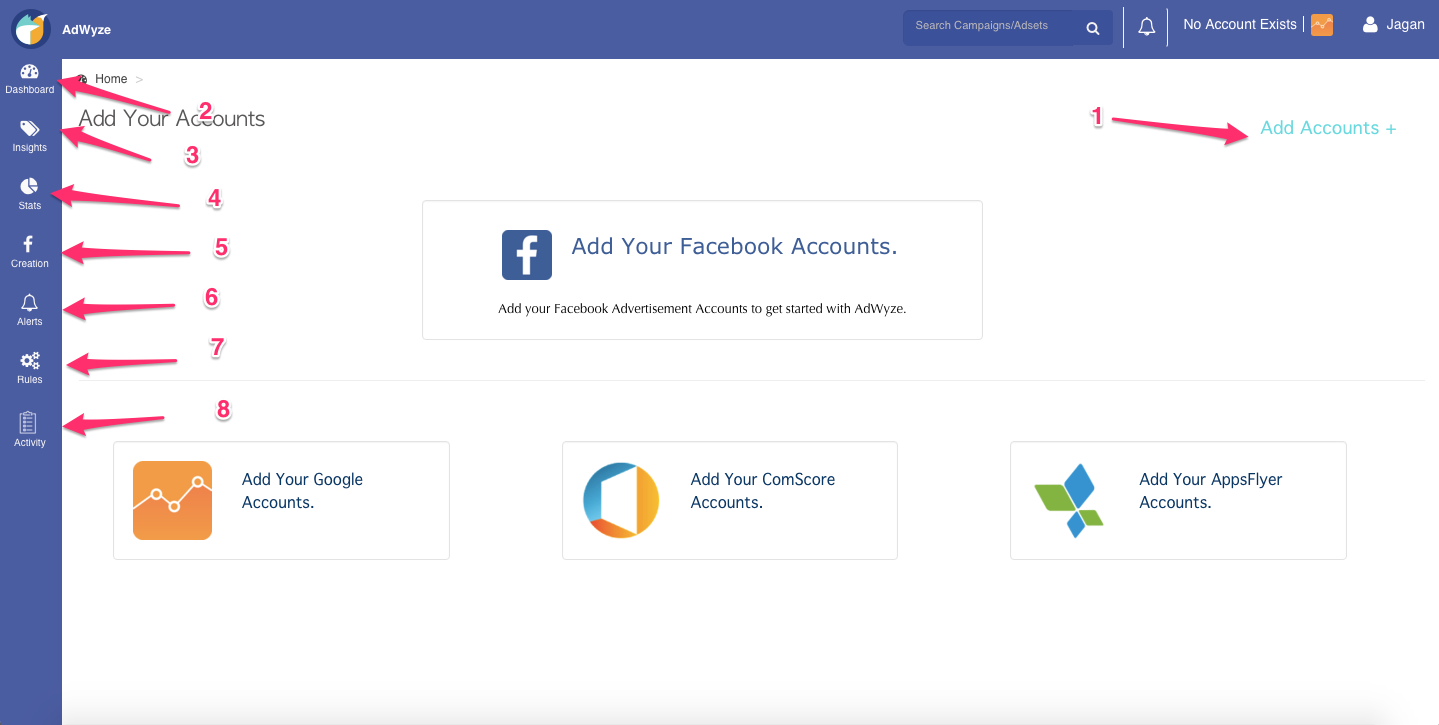 AdWyze
Search Campaigns/Adsets
No Account Exists
Jagan
Dashboard
Insights
Stats
Creation
Alerts
Rules
Activity
Home >
Add Your Accounts
Add Accounts +
1
2
3
4
5
6
7
8
Add Your Facebook Accounts.
Add your Facebook Advertisement Accounts to get started with AdWyze.
Add Your Google
Accounts.
Add Your ComScore
Accounts.
Add Your AppsFlyer
Accounts.